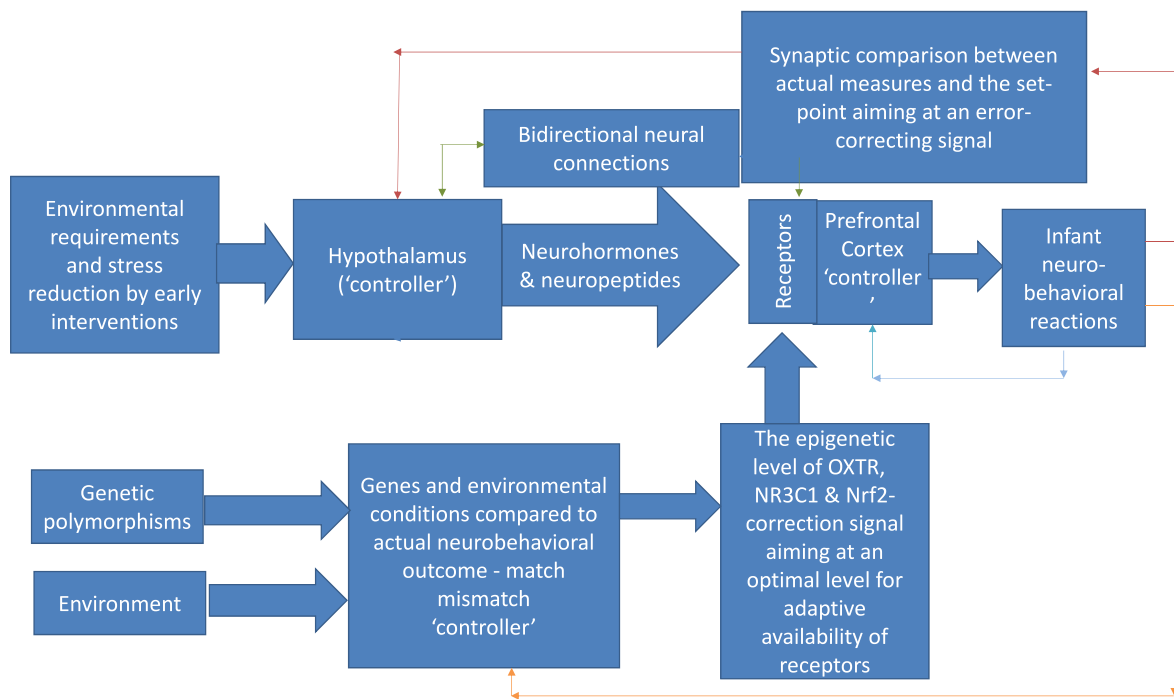 Synaptic comparison between
actual measures and the set-
point aiming at an error-
correcting signal
Bidirectional neural
connections
Environmental
requirements
and stress
reduction by early
interventions
Hypothalamus
(‘controller’)
Neurohormones
& neuropeptides
Receptors
Prefrontal
Cortex
‘controller
’
Infant
neuro-
behavioral
reactions
Genetic
polymorphisms
Environment
Genes and environmental
conditions compared to
actual neurobehavioral
outcome - match
mismatch
‘controller’
The epigenetic
level of OXTR,
NR3C1 & Nrf2-
correction signal
aiming at an
optimal level for
adaptive
availability of
receptors